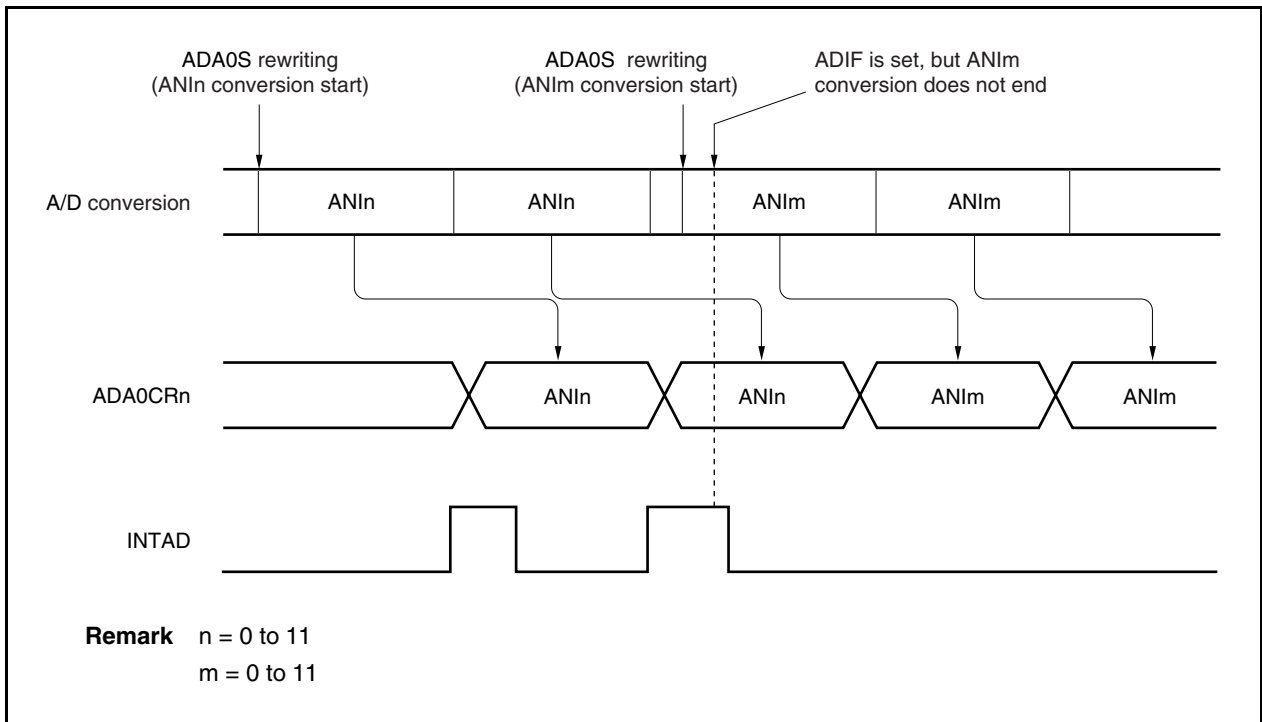 ADA0S rewriting
(ANIn conversion start)
ADA0S rewriting
(ANIm conversion start)
ADIF is set, but ANIm
conversion does not end
A/D conversion
ANIn
ANIn
ANIm
ANIm
ADA0CRn
ANIn
ANIn
ANIm
ANIm
INTAD
Remark n = 0 to 11
m = 0 to 11